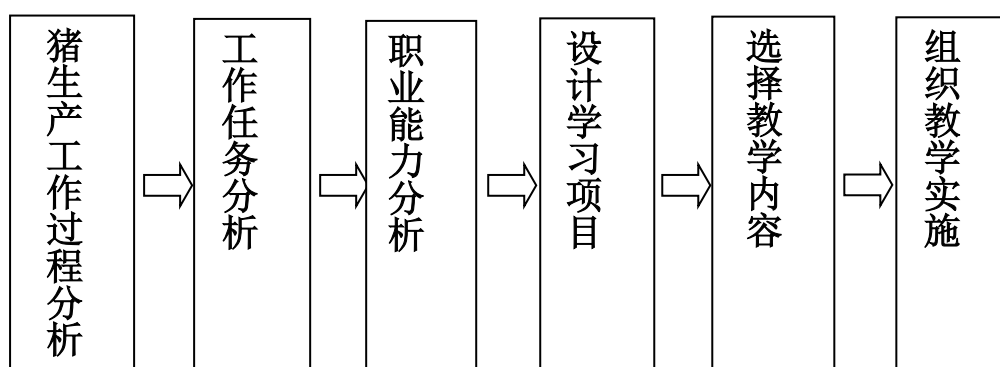 猪生产工作过程分析
工作任务分析
职业能力分析
设计学习项目
选择教学内容
组织教学实施